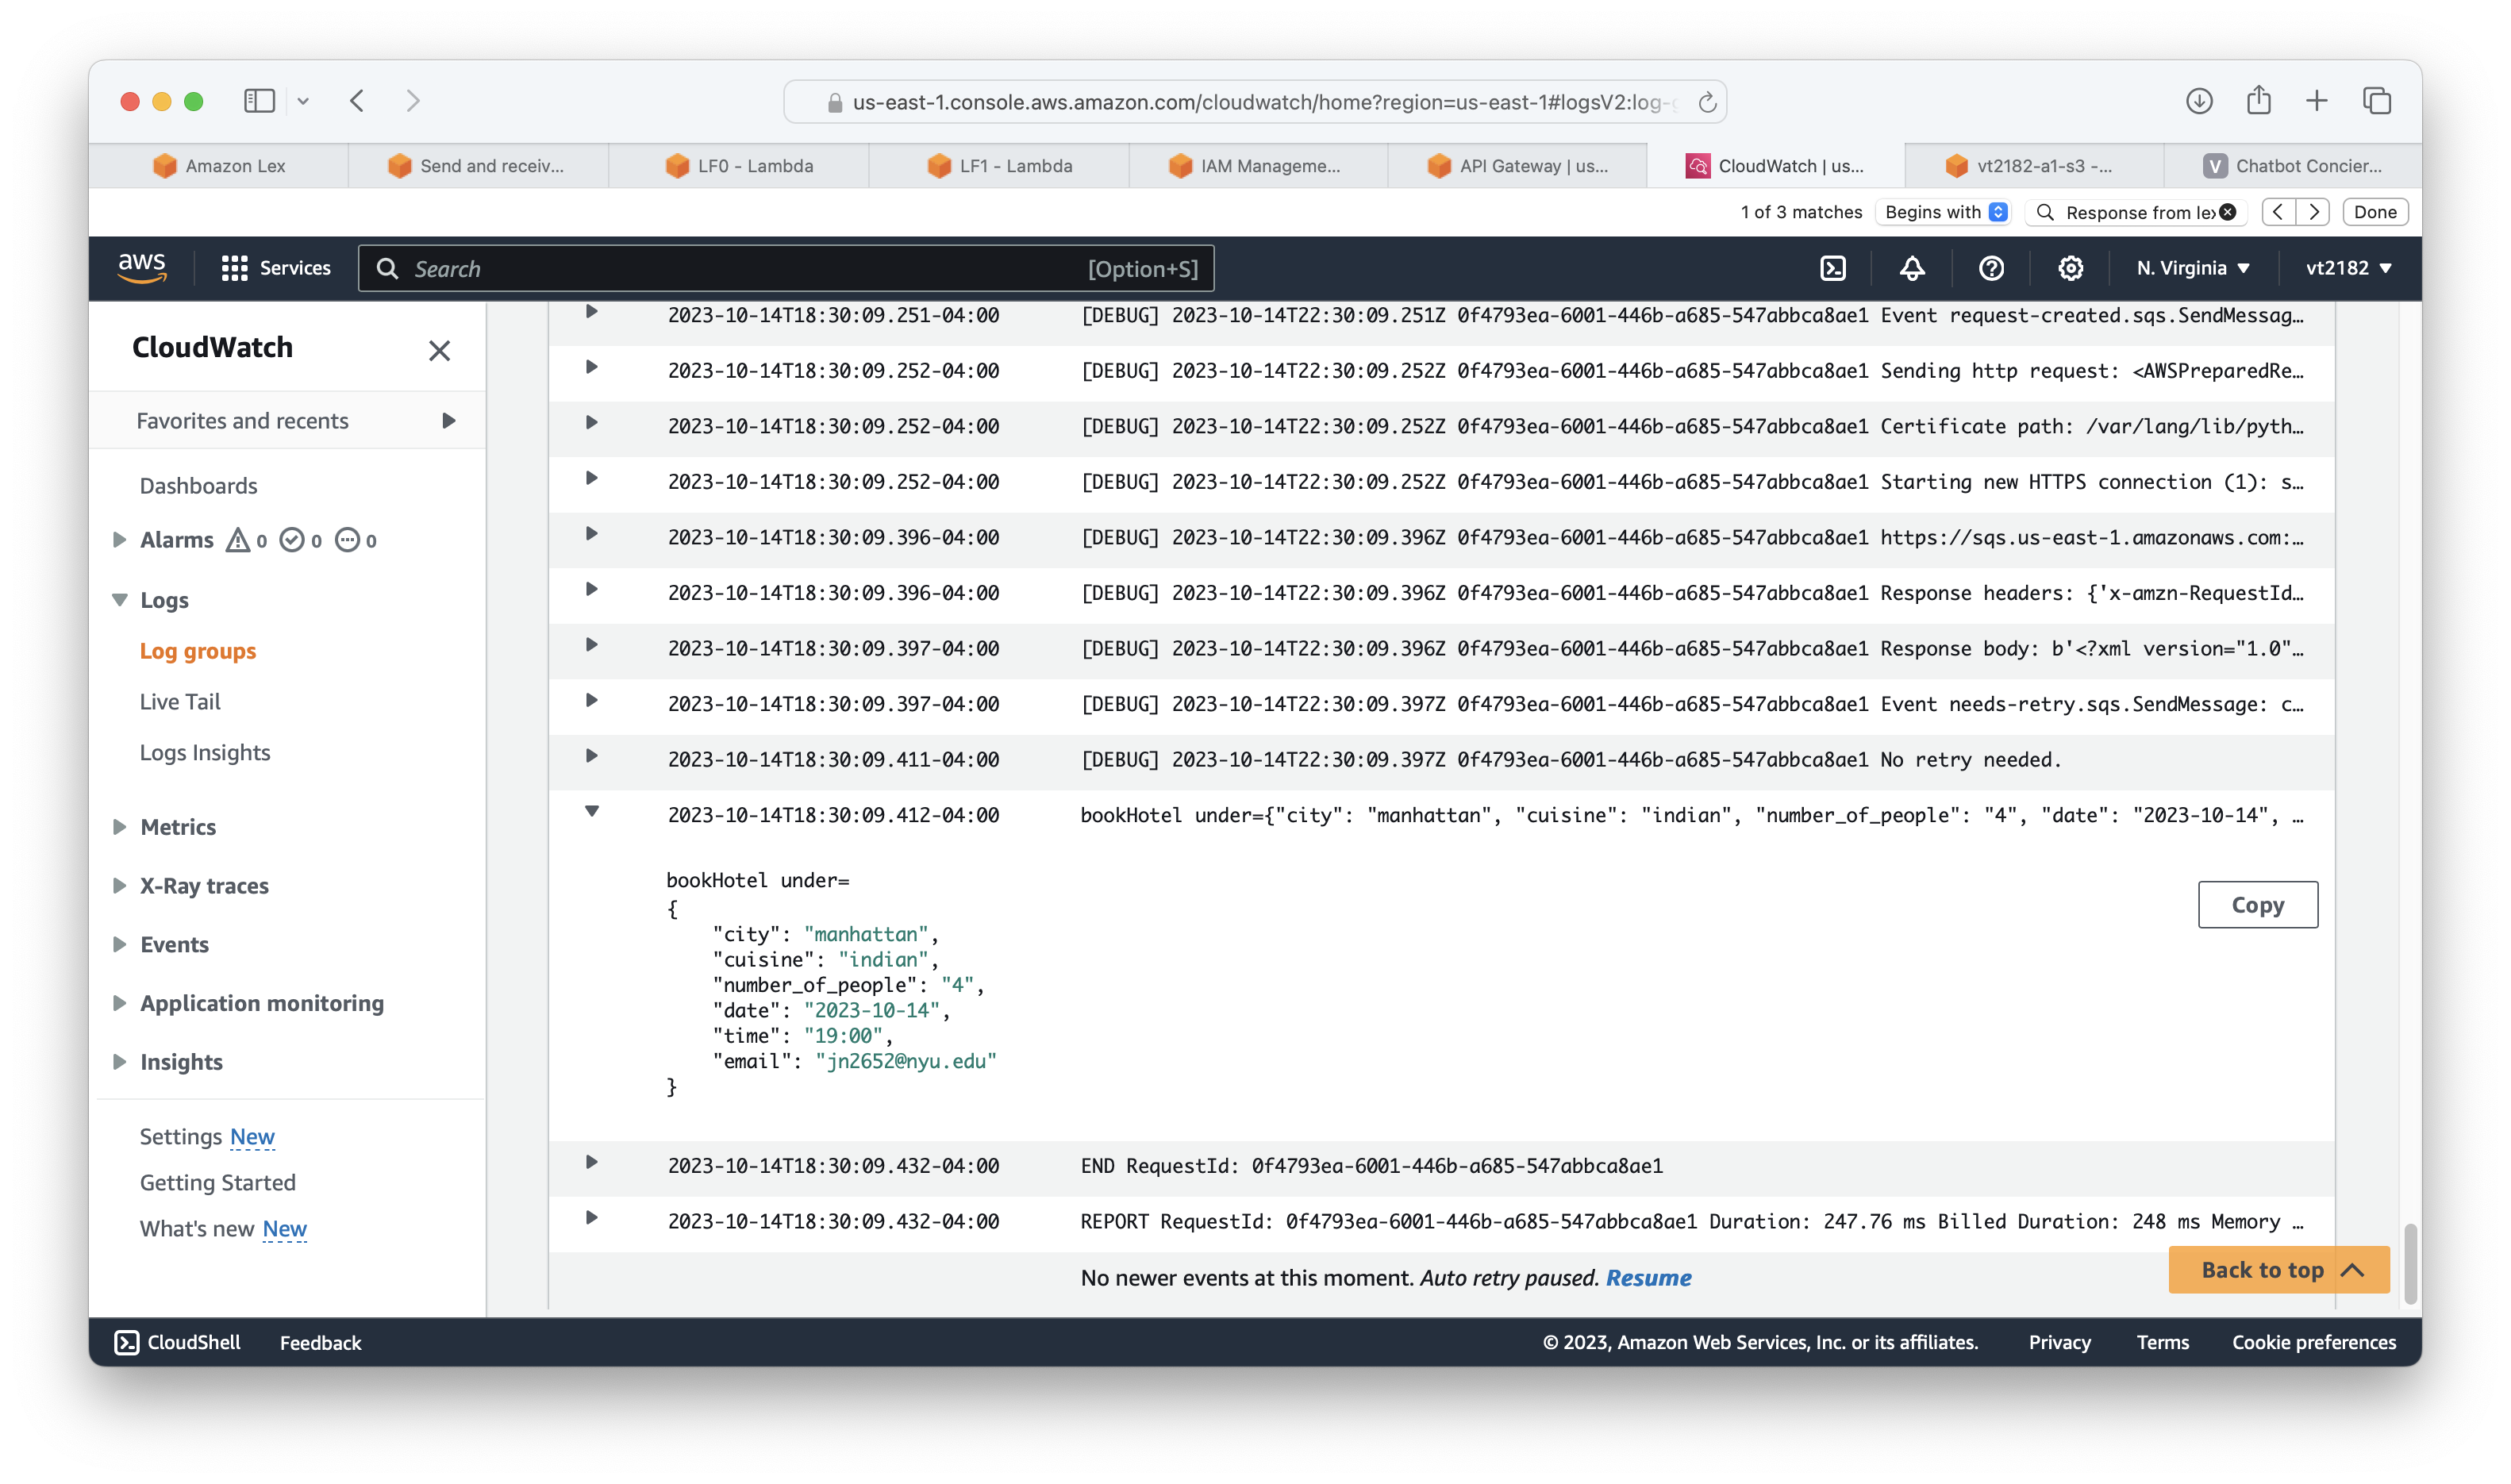 us-east-1.console.aws.amazon.com/cloudwatch/home?region=us-east-1#logsV2:log-g
Amazon Lex
Send and receiv...
LF0 - Lambda
LF1 - Lambda
IAM Manageme...
API Gateway | us...
CloudWatch | us...
vt2182-a1-s3 -...
V Chatbot Concier...
1 of 3 matches
Begins with
Response from lex
Done
aws
Services
Search
[Option+S]
N. Virginia
vt2182
CloudWatch
Favorites and recents
Dashboards
Alarms 0 0 0
Logs
Log groups
Live Tail
Logs Insights
Metrics
X-Ray traces
Events
Application monitoring
Insights
Settings New
Getting Started
What's new New
2023-10-14T18:30:09.251-04:00 [DEBUG] 2023-10-14T22:30:09.251Z 0f4793ea-6001-446b-a685-547abbca8ae1 Event request-created.sqs.SendMessag…
2023-10-14T18:30:09.252-04:00 [DEBUG] 2023-10-14T22:30:09.252Z 0f4793ea-6001-446b-a685-547abbca8ae1 Sending http request: <AWSPreparedRe…
2023-10-14T18:30:09.252-04:00 [DEBUG] 2023-10-14T22:30:09.252Z 0f4793ea-6001-446b-a685-547abbca8ae1 Certificate path: /var/lang/lib/pyth…
2023-10-14T18:30:09.252-04:00 [DEBUG] 2023-10-14T22:30:09.252Z 0f4793ea-6001-446b-a685-547abbca8ae1 Starting new HTTPS connection (1): s…
2023-10-14T18:30:09.396-04:00 [DEBUG] 2023-10-14T22:30:09.396Z 0f4793ea-6001-446b-a685-547abbca8ae1 https://sqs.us-east-1.amazonaws.com:…
2023-10-14T18:30:09.396-04:00 [DEBUG] 2023-10-14T22:30:09.396Z 0f4793ea-6001-446b-a685-547abbca8ae1 Response headers: {'x-amzn-RequestId…
2023-10-14T18:30:09.397-04:00 [DEBUG] 2023-10-14T22:30:09.396Z 0f4793ea-6001-446b-a685-547abbca8ae1 Response body: b'<?xml version="1.0"…
2023-10-14T18:30:09.397-04:00 [DEBUG] 2023-10-14T22:30:09.397Z 0f4793ea-6001-446b-a685-547abbca8ae1 Event needs-retry.sqs.SendMessage: c…
2023-10-14T18:30:09.411-04:00 [DEBUG] 2023-10-14T22:30:09.397Z 0f4793ea-6001-446b-a685-547abbca8ae1 No retry needed.
2023-10-14T18:30:09.412-04:00 bookHotel under={"city": "manhattan", "cuisine": "indian", "number_of_people": "4", "date": "2023-10-14", …
bookHotel under=
{
"city": "manhattan",
"cuisine": "indian",
"number_of_people": "4",
"date": "2023-10-14",
"time": "19:00",
"email": "jn2652@nyu.edu"
}
Copy
2023-10-14T18:30:09.432-04:00 END RequestId: 0f4793ea-6001-446b-a685-547abbca8ae1
2023-10-14T18:30:09.432-04:00 REPORT RequestId: 0f4793ea-6001-446b-a685-547abbca8ae1 Duration: 247.76 ms Billed Duration: 248 ms Memory …
No newer events at this moment. Auto retry paused. Resume
Back to top
CloudShell
Feedback
© 2023, Amazon Web Services, Inc. or its affiliates.
Privacy
Terms
Cookie preferences